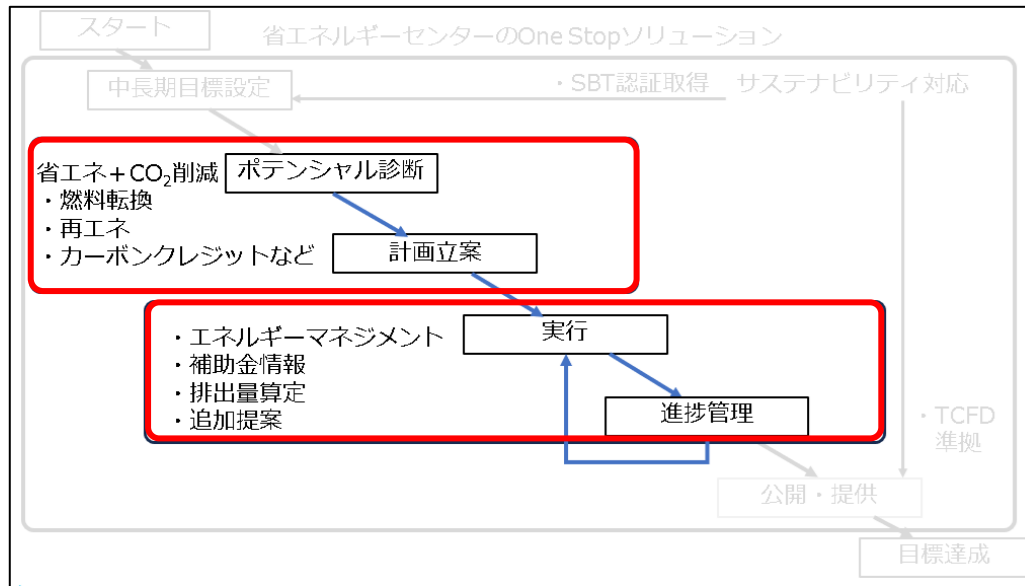 スタート
省エネルギーセンターのOne Stopソリューション
中長期目標設定
・SBT認証取得
サステナビリティ対応
省エネ+CO₂削減
ポテンシャル診断
・燃料転換
・再エネ
・カーボンクレジットなど
計画立案
・エネルギーマネジメント
実行
・補助金情報
・排出量算定
・追加提案
進捗管理
・TCFD
準拠
公開・提供
目標達成